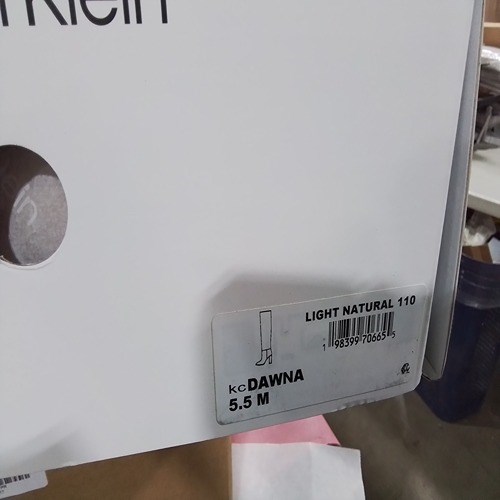 Klein
LIGHT NATURAL 110
1 98399 70665 5
kcDAWNA
5.5 M